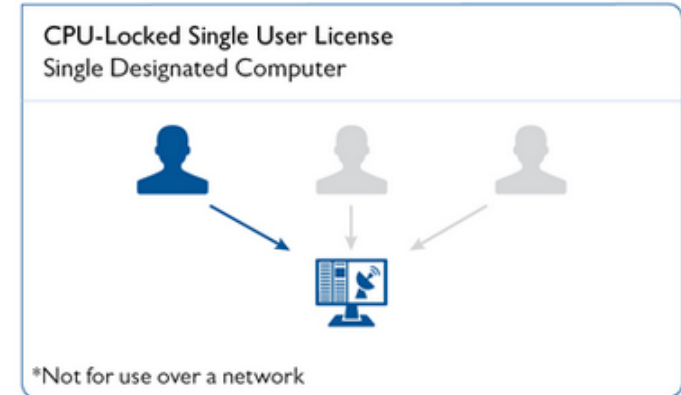 CPU-Locked Single User License
Single Designated Computer
*Not for use over a network